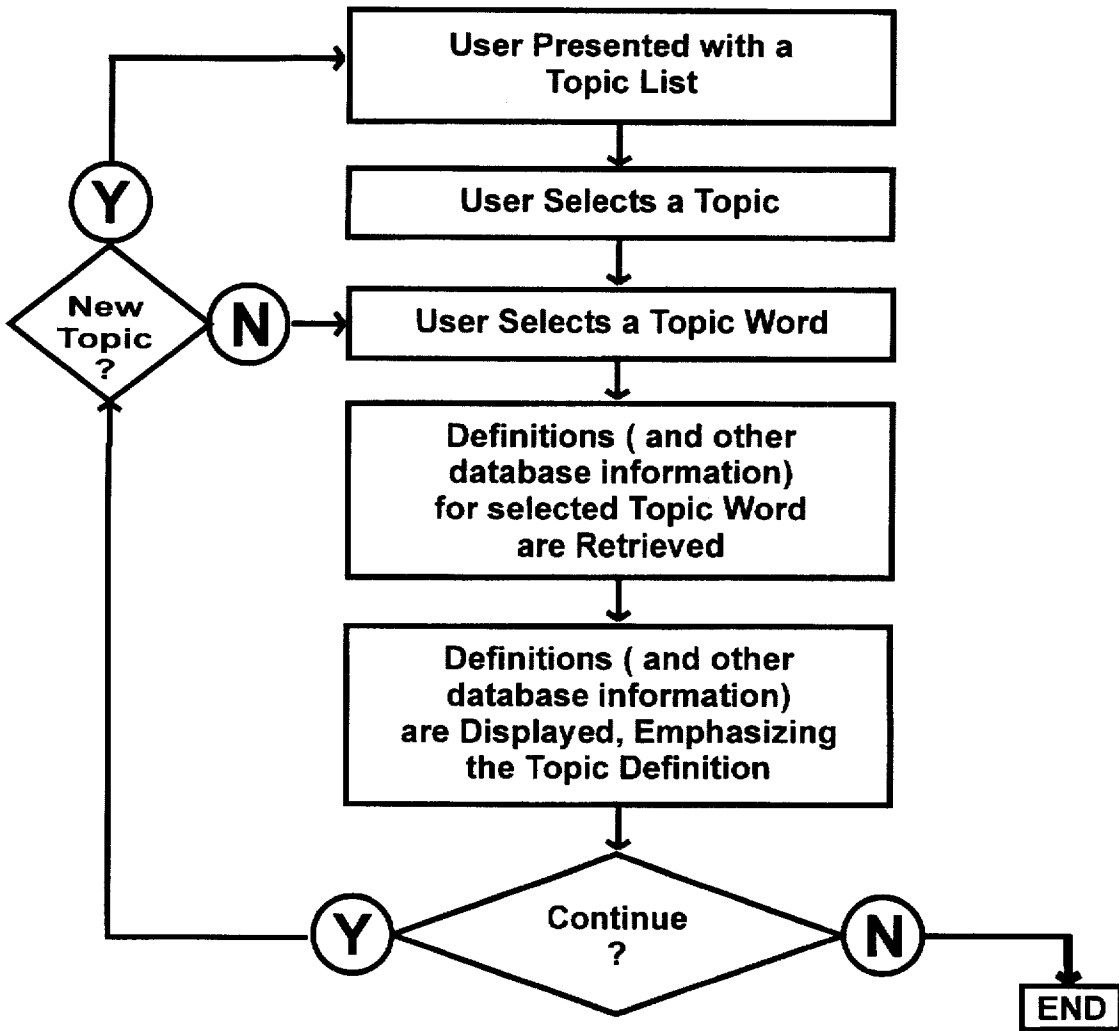 User Presented with a
Topic List
Y
User Selects a Topic
New
Topic
?
N
User Selects a Topic Word
Definitions ( and other
database information)
for selected Topic Word
are Retrieved
Definitions ( and other
database information)
are Displayed, Emphasizing
the Topic Definition
Y
Continue
?
N
END